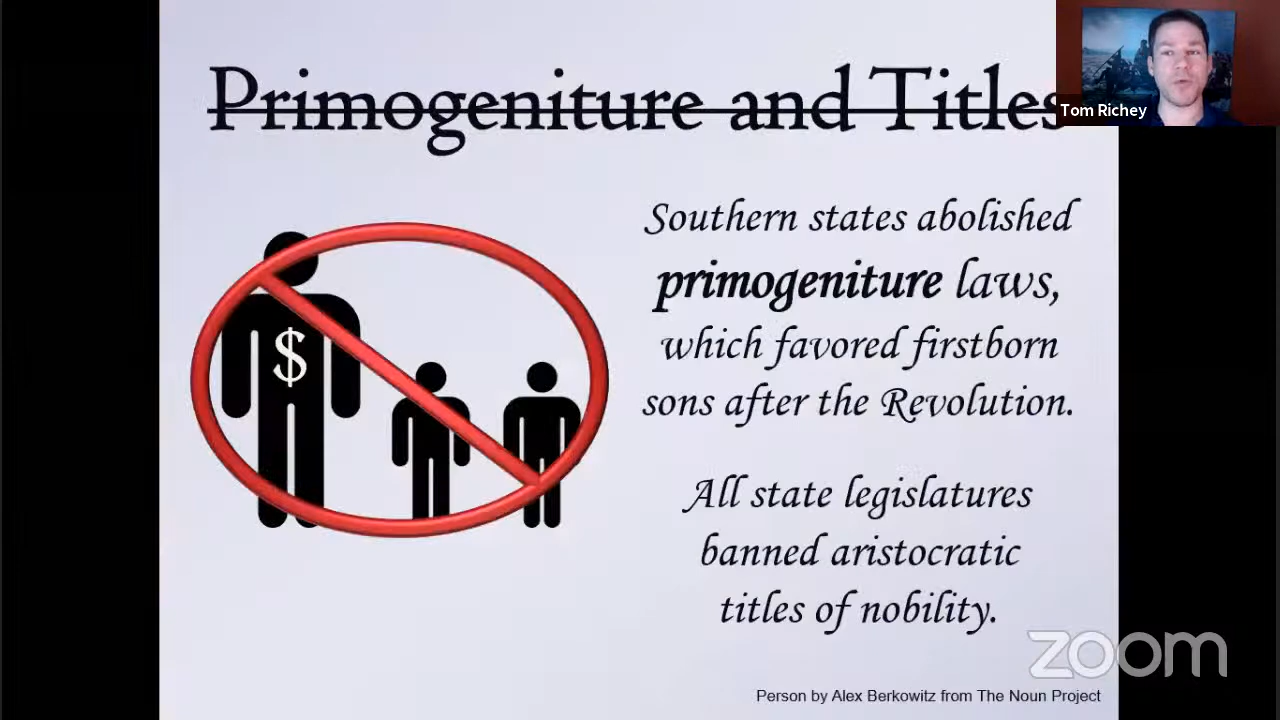 Primogeniture and Titles
Tom Richey
Southern states abolished
primogeniture laws,
which favored firstborn
sons after the Revolution.
$
All state legislatures
banned aristocratic
titles of nobility.
zoom
Person by Alex Berkowitz from The Noun Project